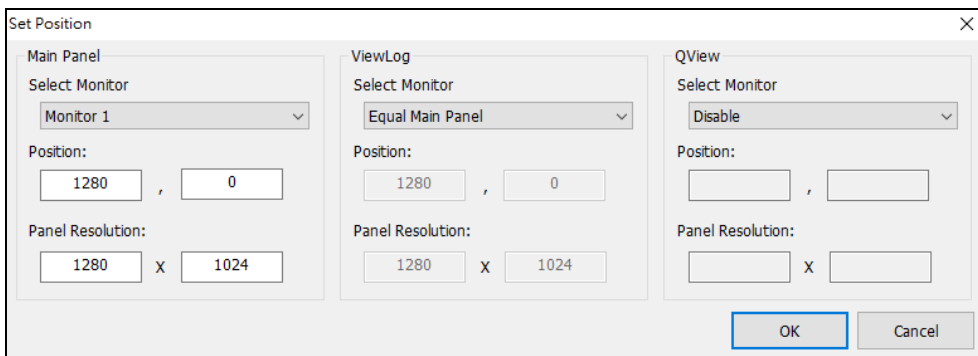 Set Position
Main Panel
Select Monitor
Monitor 1
Position:
1280 , 0
Panel Resolution:
1280 X 1024
ViewLog
Select Monitor
Equal Main Panel
Position:
1280 , 0
Panel Resolution:
1280 X 1024
QView
Select Monitor
Disable
Position:
,
Panel Resolution:
X
OK
Cancel